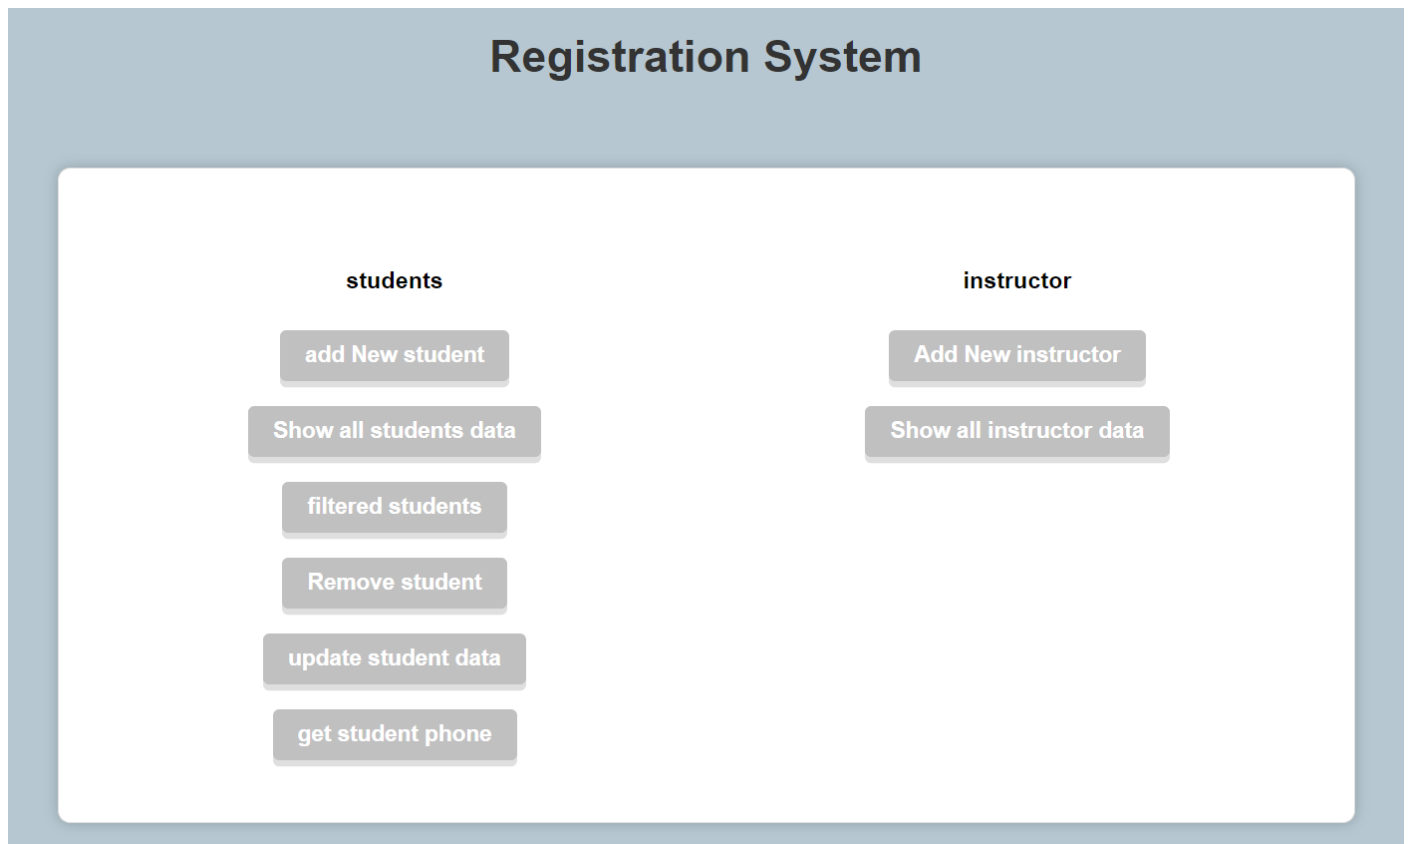 Registration System
students
add New student
Show all students data
filtered students
Remove student
update student data
get student phone
instructor
Add New instructor
Show all instructor data